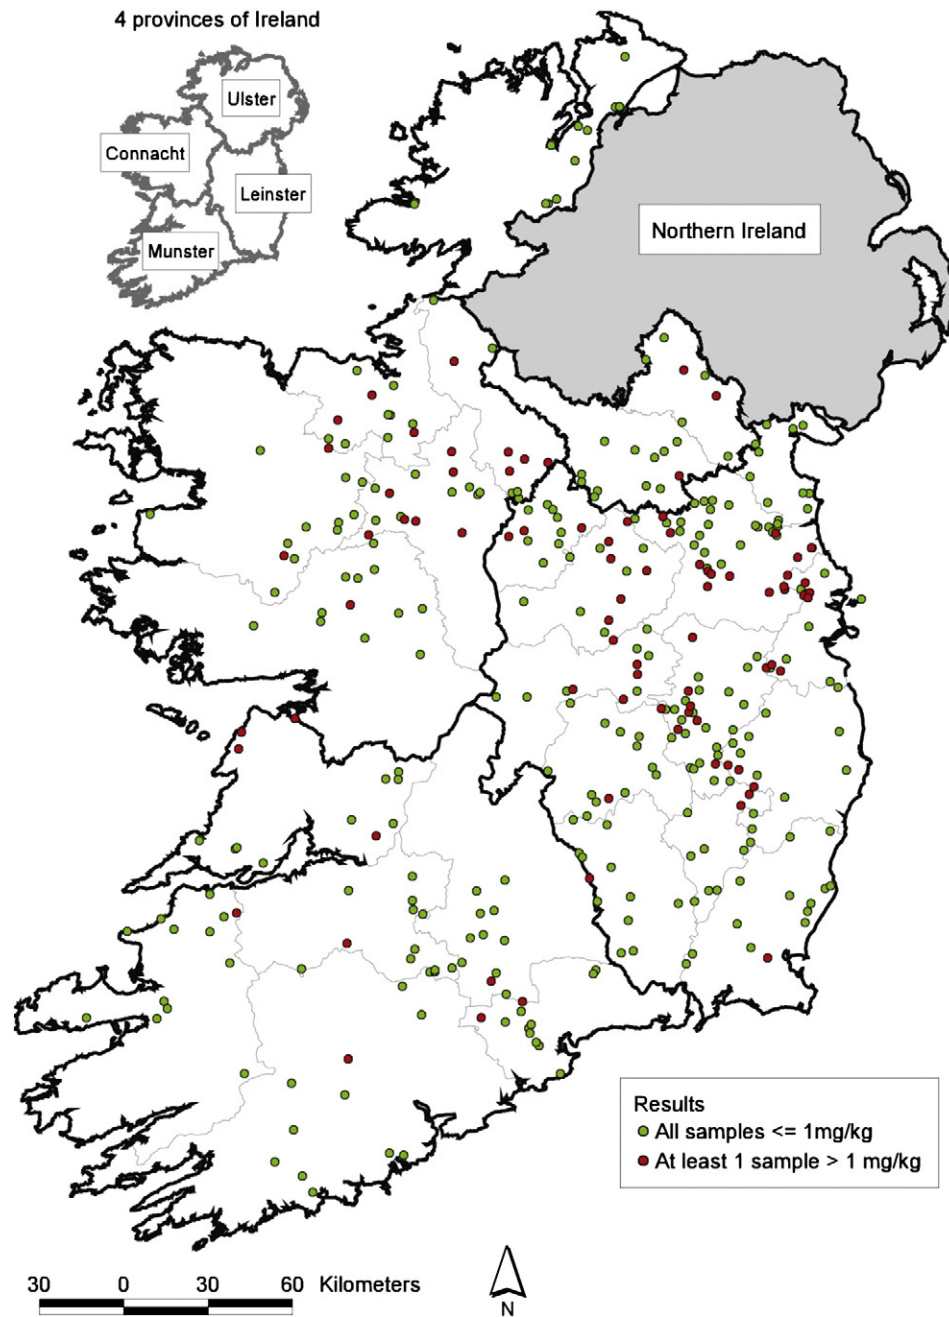 4 provinces of Ireland
Ulster
Connacht
Leinster
Munster
Northern Ireland
Results
All samples <= 1mg/kg
At least 1 sample > 1 mg/kg
30 0 30 60 Kilometers
N